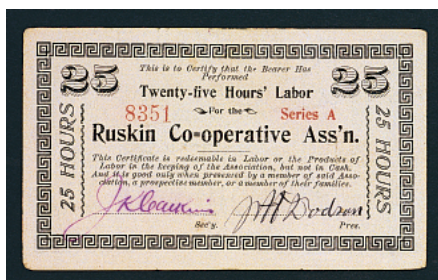 25 This is to Certify that the Bearer Has 25
Performed
Twenty-five Hours' Labor
8351 For the Series A
Ruskin Co-operative Ass'n.
This Certificate is redeemable in Labor or the Products of
Labor in the keeping of the Association, but not in Cash.
And it is good only when presented by a member of said Asso-
ciation, a prospective member, or a member of their families.
Sec'y. Pres.
25 HOURS
25 HOURS